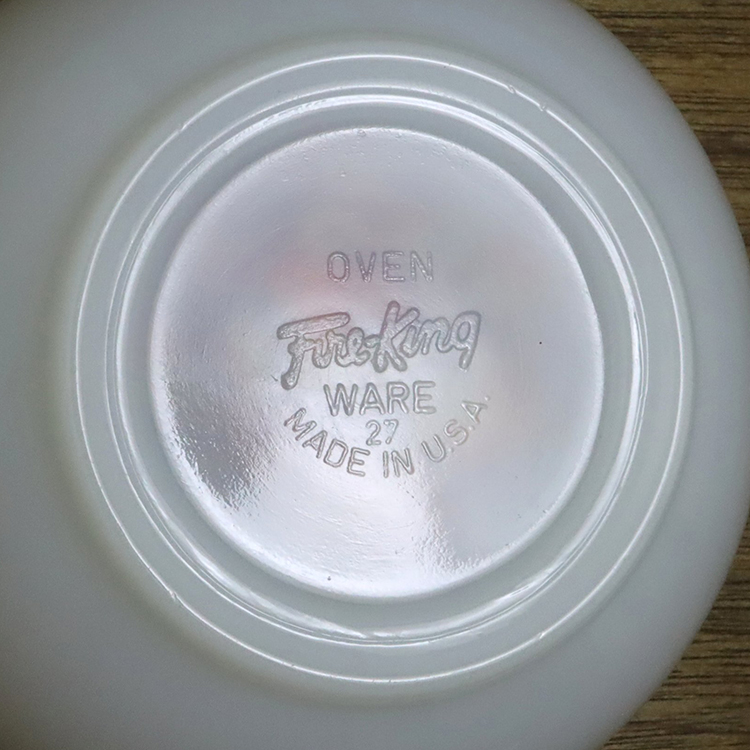 OVEN
Fire-King
WARE
27
MADE IN U.S.A.